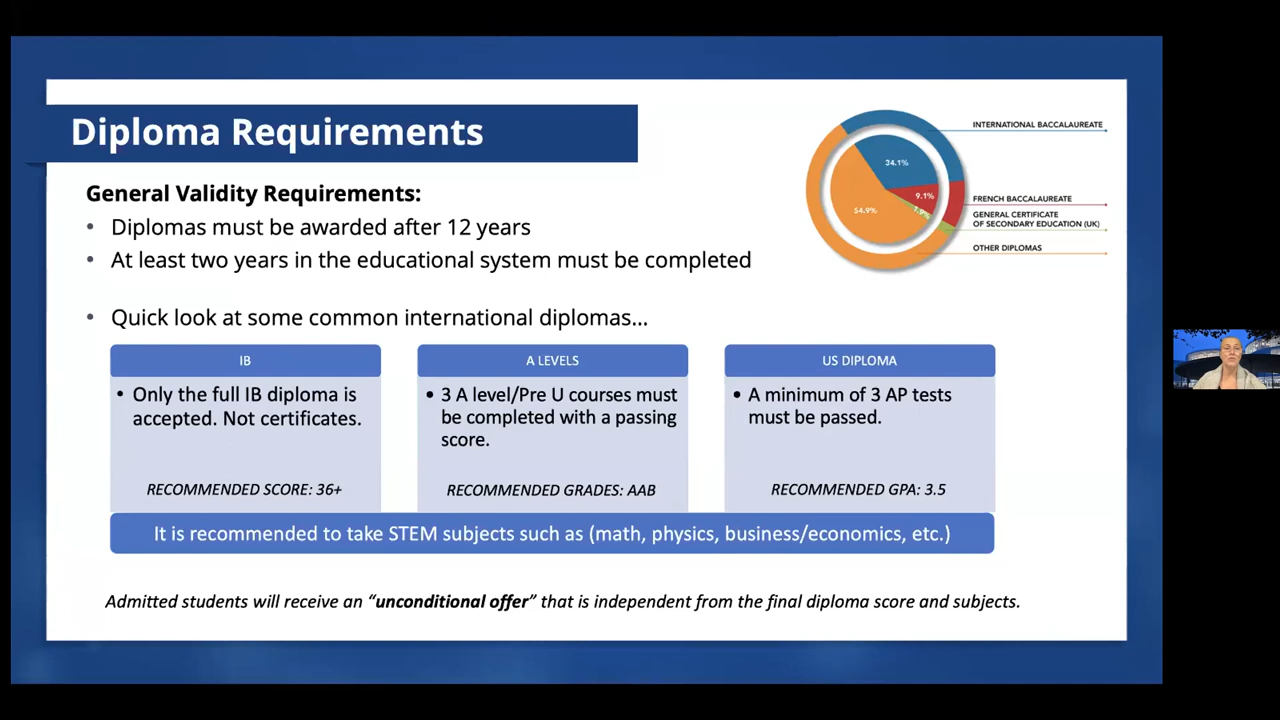 Diploma Requirements
General Validity Requirements:
• Diplomas must be awarded after 12 years
• At least two years in the educational system must be completed
• Quick look at some common international diplomas...
INTERNATIONAL BACCALAUREATE
FRENCH BACCALAUREATE
GENERAL CERTIFICATE
OF SECONDARY EDUCATION (UK)
OTHER DIPLOMAS
34.1%
9.1%
1.9%
54.9%
IB
• Only the full IB diploma is
accepted. Not certificates.
RECOMMENDED SCORE: 36+
A LEVELS
• 3 A level/Pre U courses must
be completed with a passing
score.
RECOMMENDED GRADES: AAB
US DIPLOMA
• A minimum of 3 AP tests
must be passed.
RECOMMENDED GPA: 3.5
It is recommended to take STEM subjects such as (math, physics, business/economics, etc.)
Admitted students will receive an “unconditional offer” that is independent from the final diploma score and subjects.